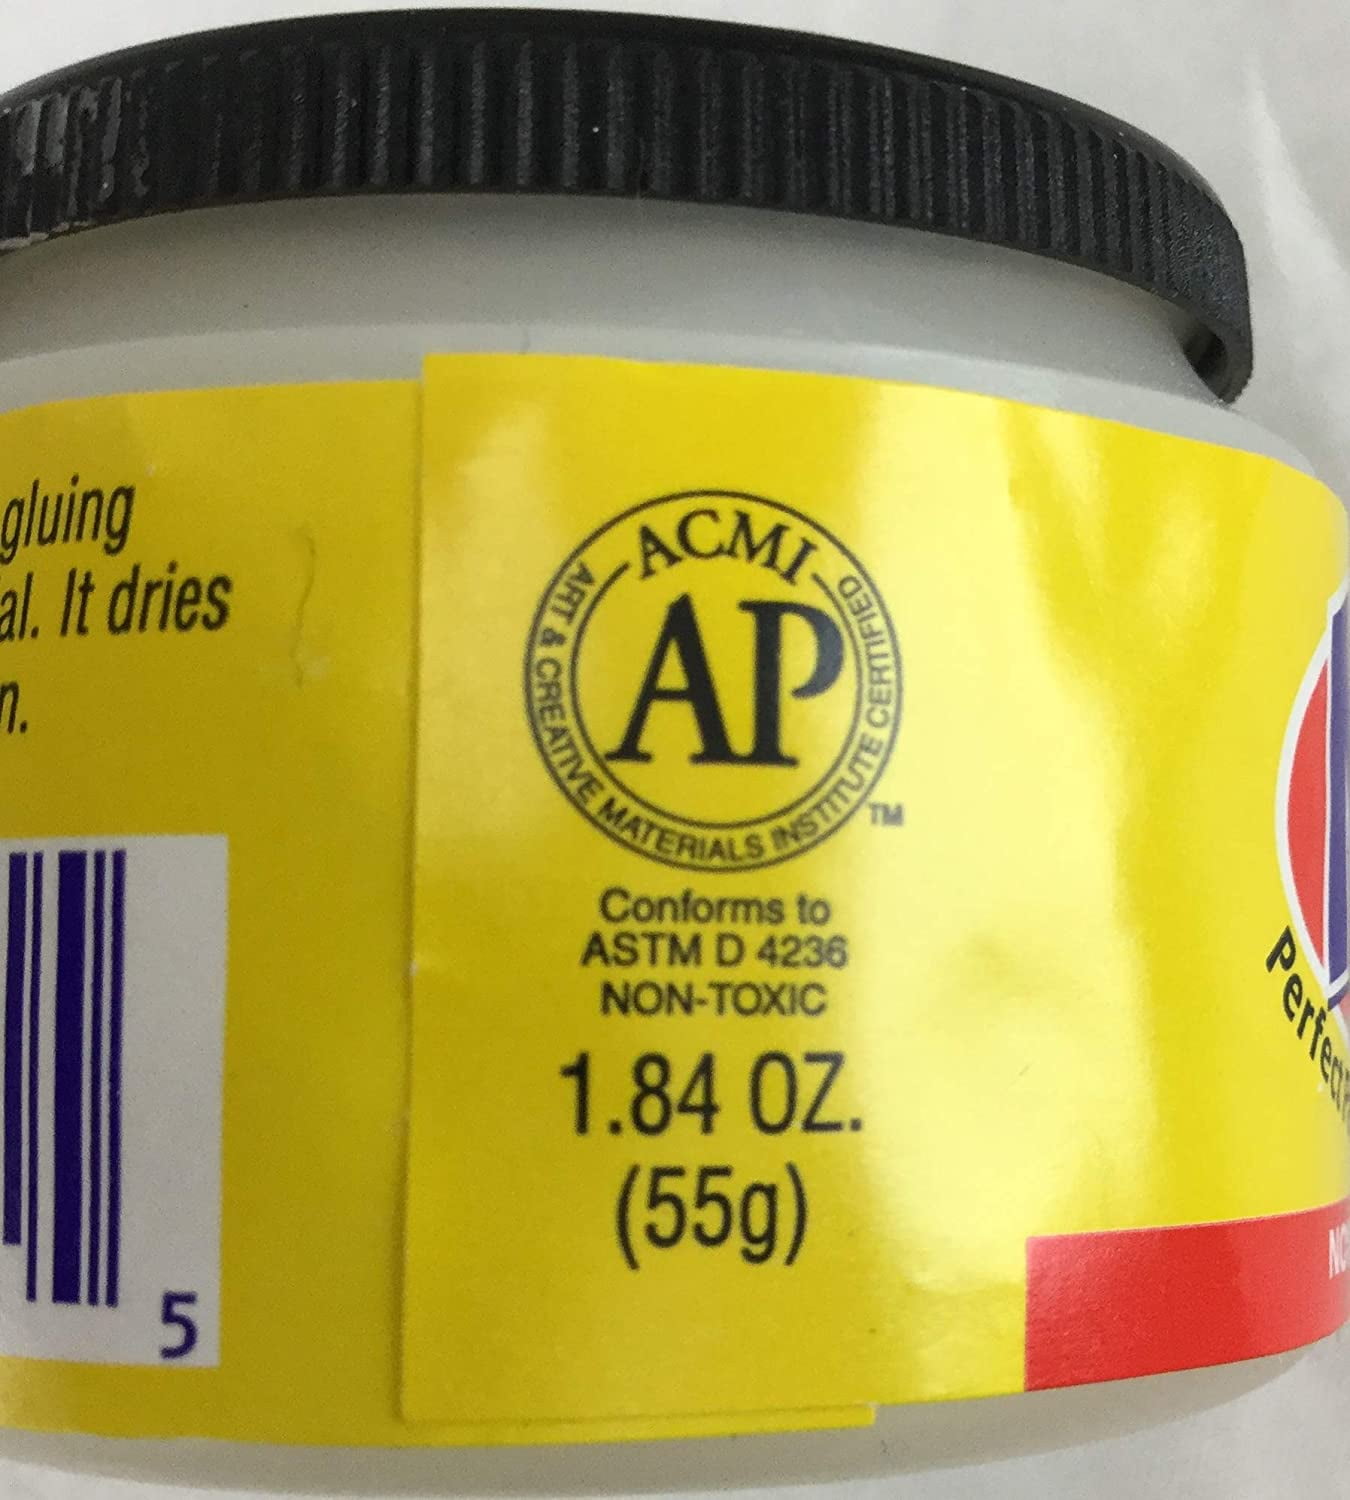 gluing
al. It dries
n.
5
ACMI
AP
ART & CREATIVE MATERIALS INSTITUTE CERTIFIED
TM
Conforms to
ASTM D 4236
NON-TOXIC
1.84 OZ.
(55g)
Perfect